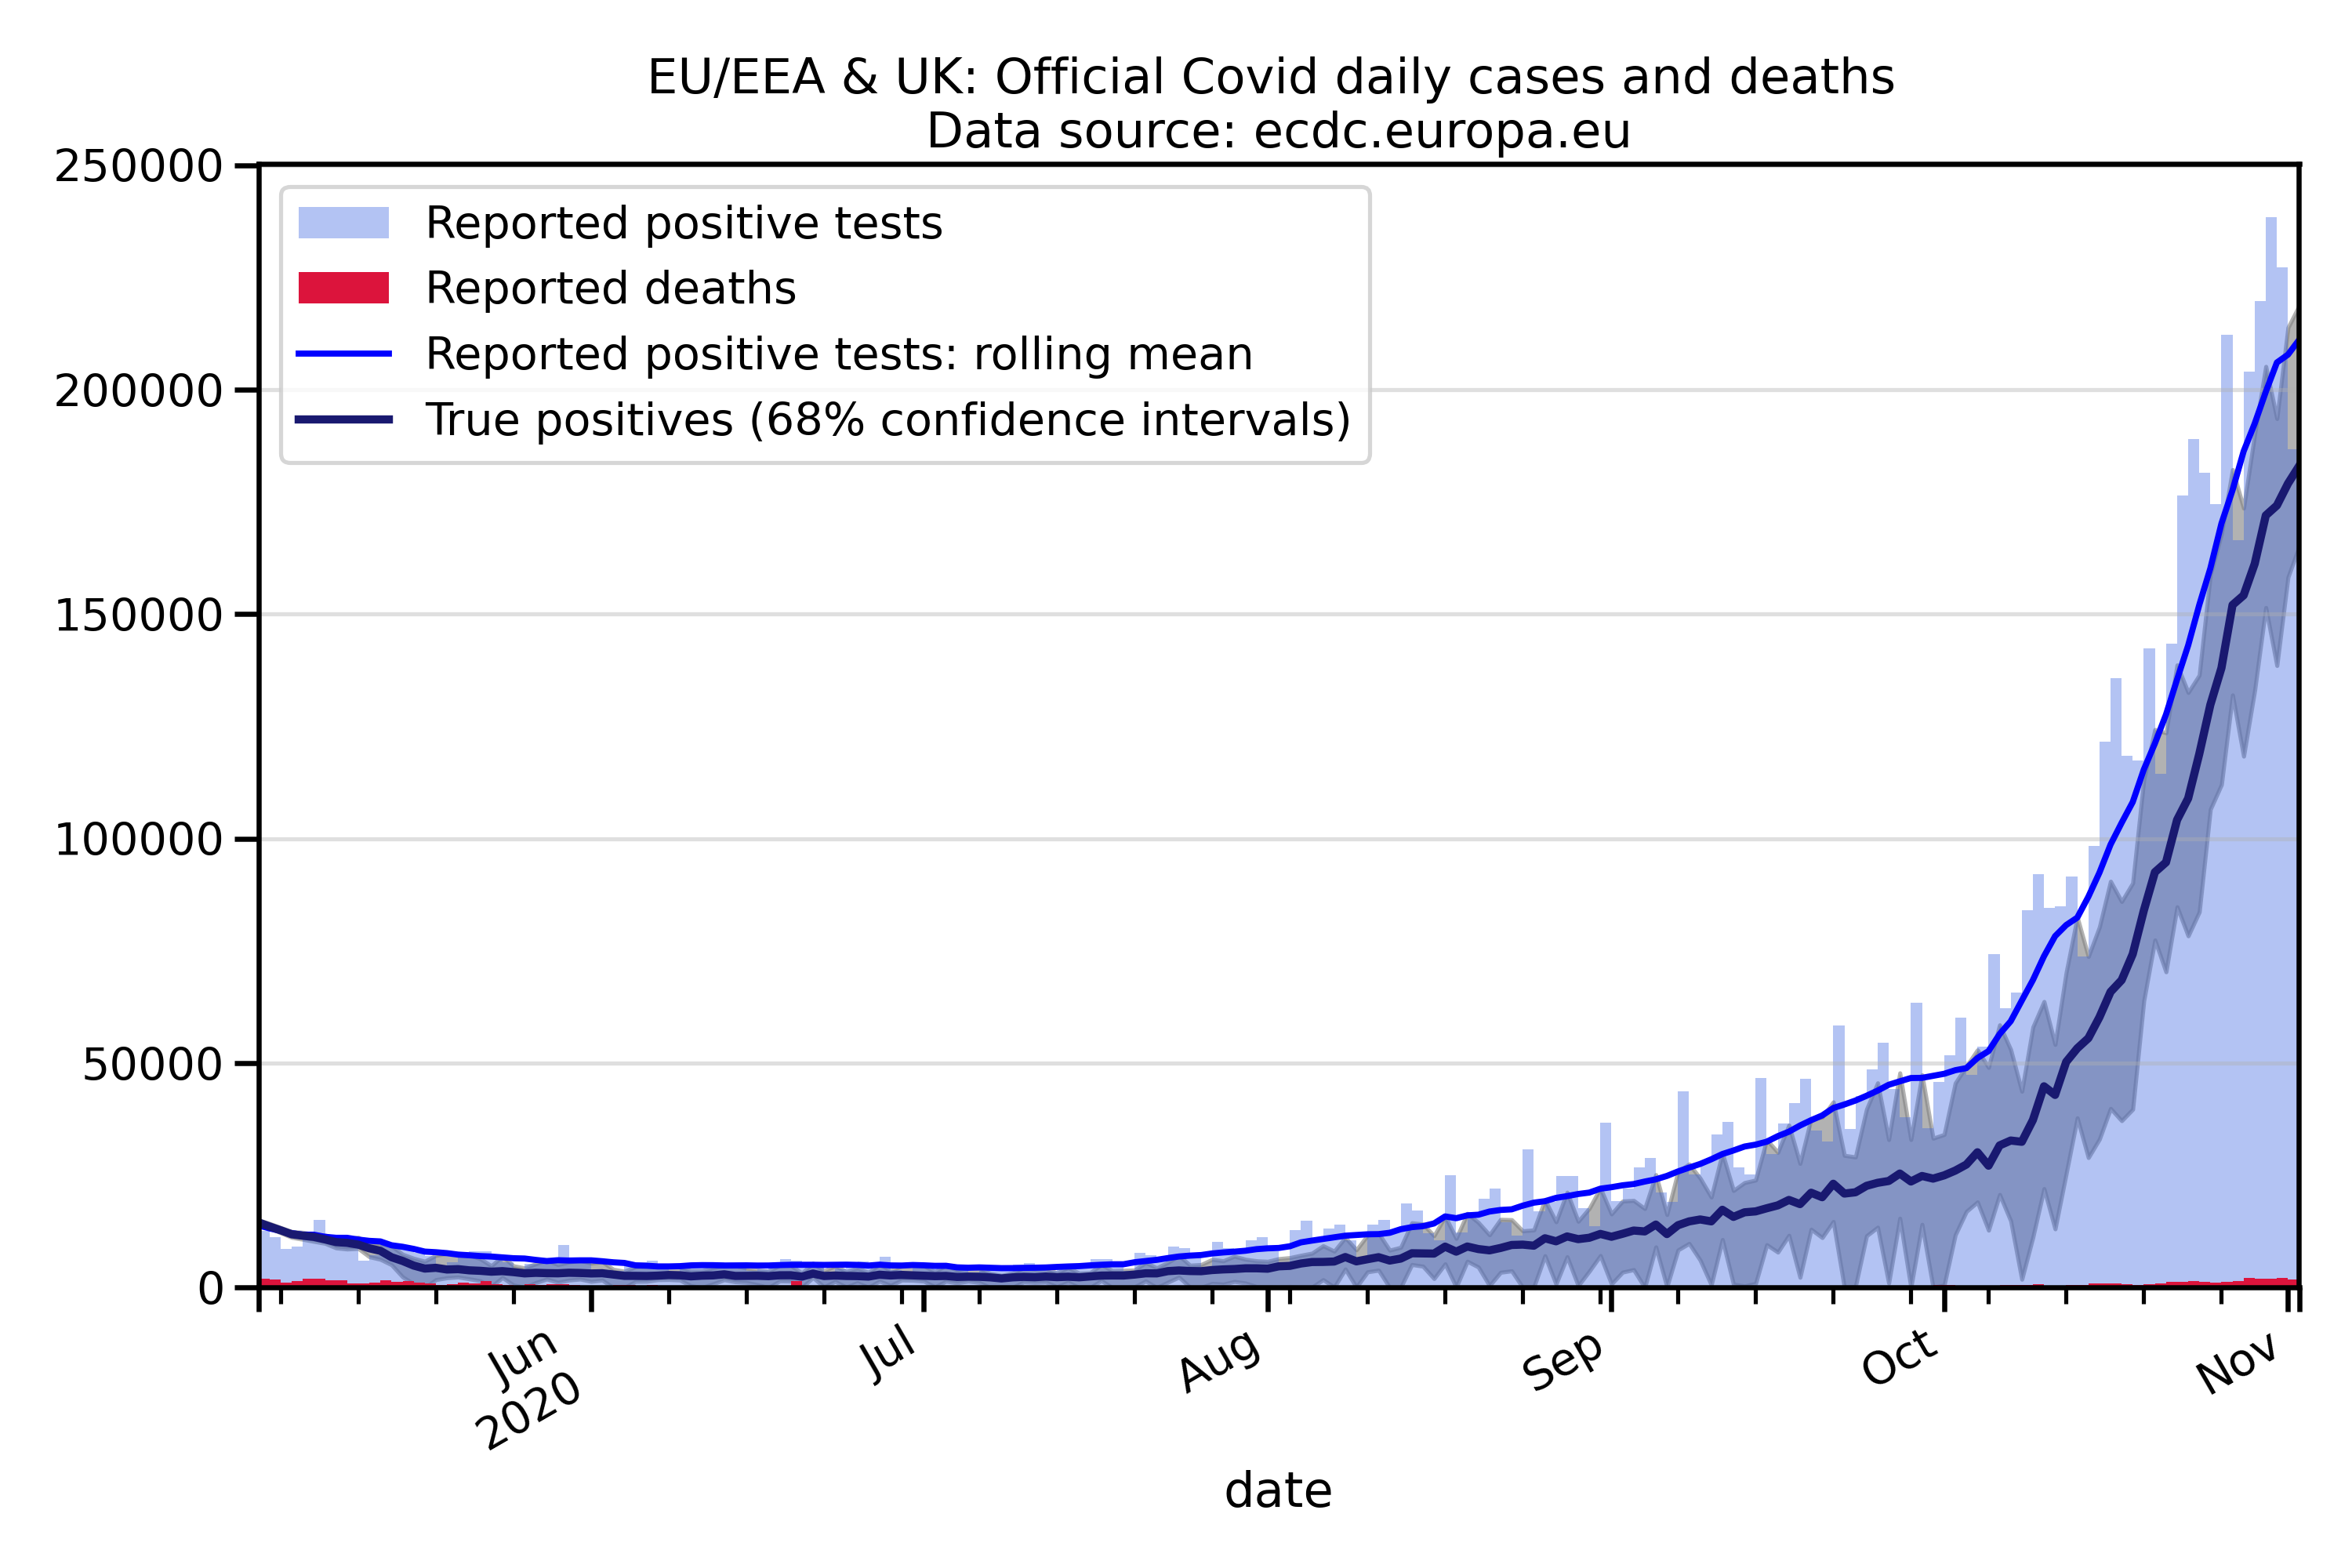 EU/EEA & UK: Official Covid daily cases and deaths
Data source: ecdc.europa.eu
250000
200000
150000
100000
50000
0
Reported positive tests
Reported deaths
Reported positive tests: rolling mean
True positives (68% confidence intervals)
Jun
2020
Jul
Aug
Sep
Oct
Nov
date